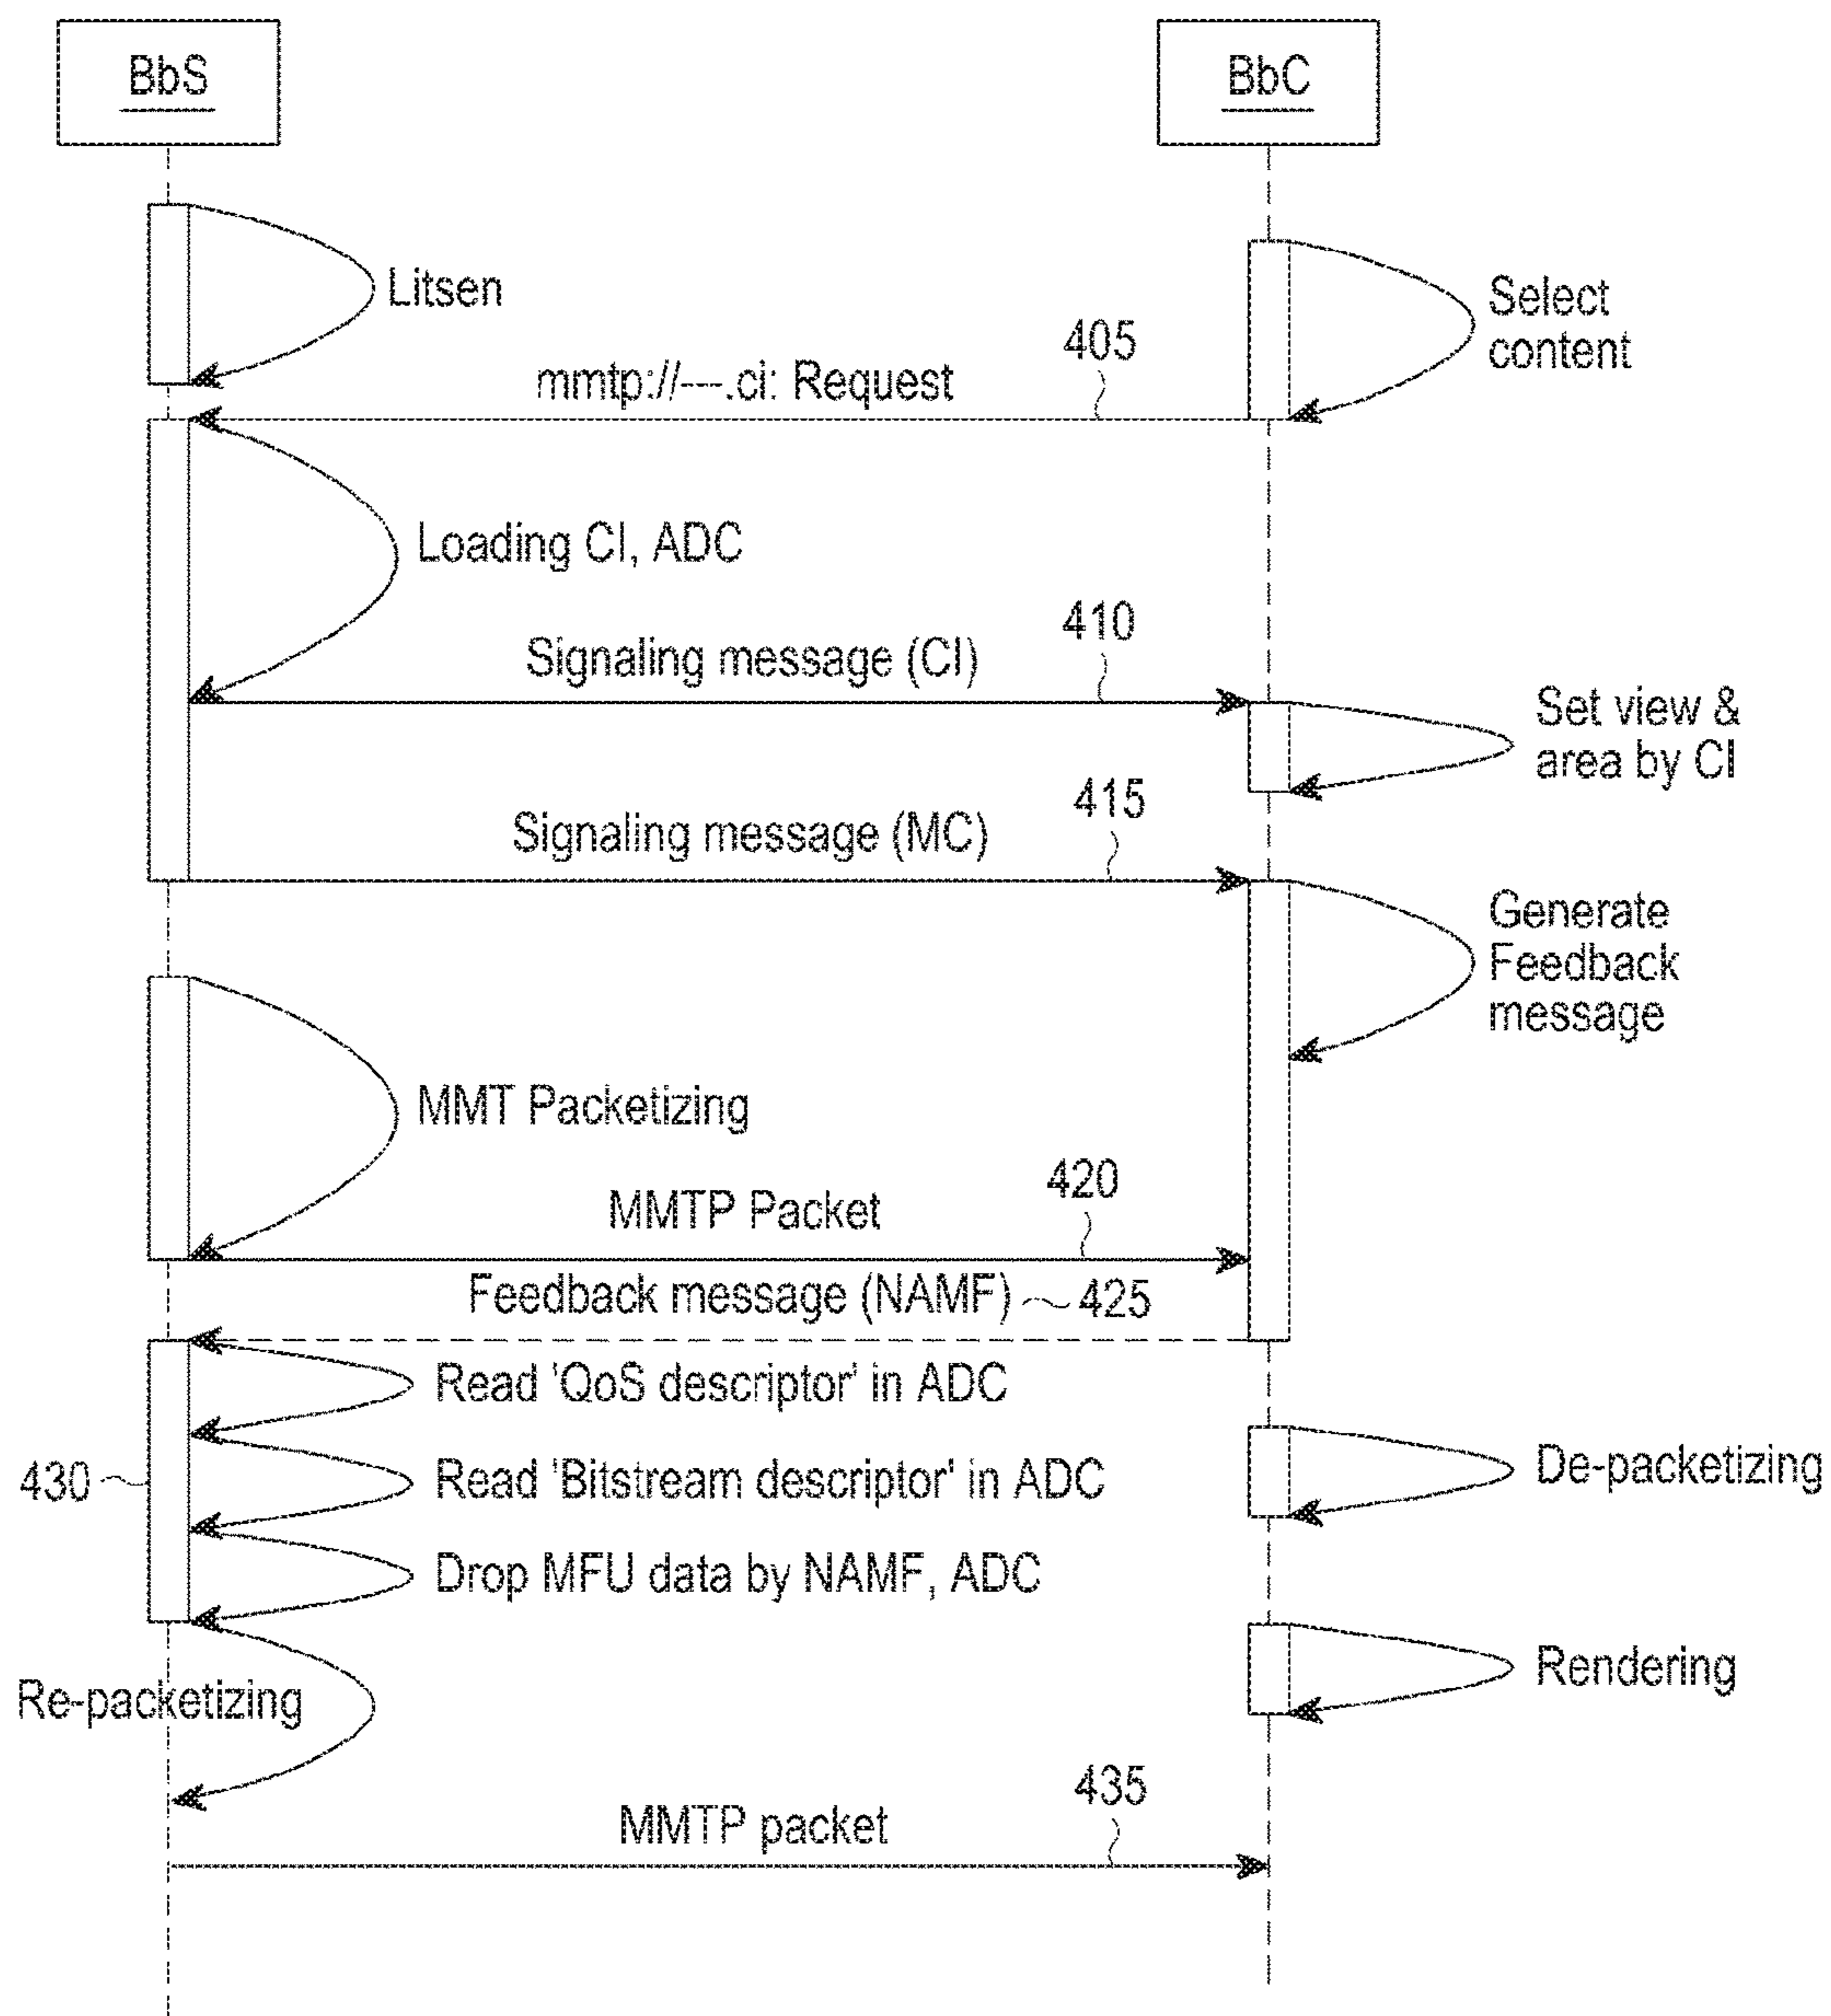 BbS
BbC
Litsen
Select
content
405
mmtp://---.ci: Request
Loading CI, ADC
410
Signaling message (CI)
Set view &
area by CI
415
Signaling message (MC)
Generate
Feedback
message
MMT Packetizing
420
MMTP Packet
Feedback message (NAMF) 425
Read 'QoS descriptor' in ADC
430
Read 'Bitstream descriptor' in ADC
De-packetizing
Drop MFU data by NAMF, ADC
Rendering
Re-packetizing
435
MMTP packet